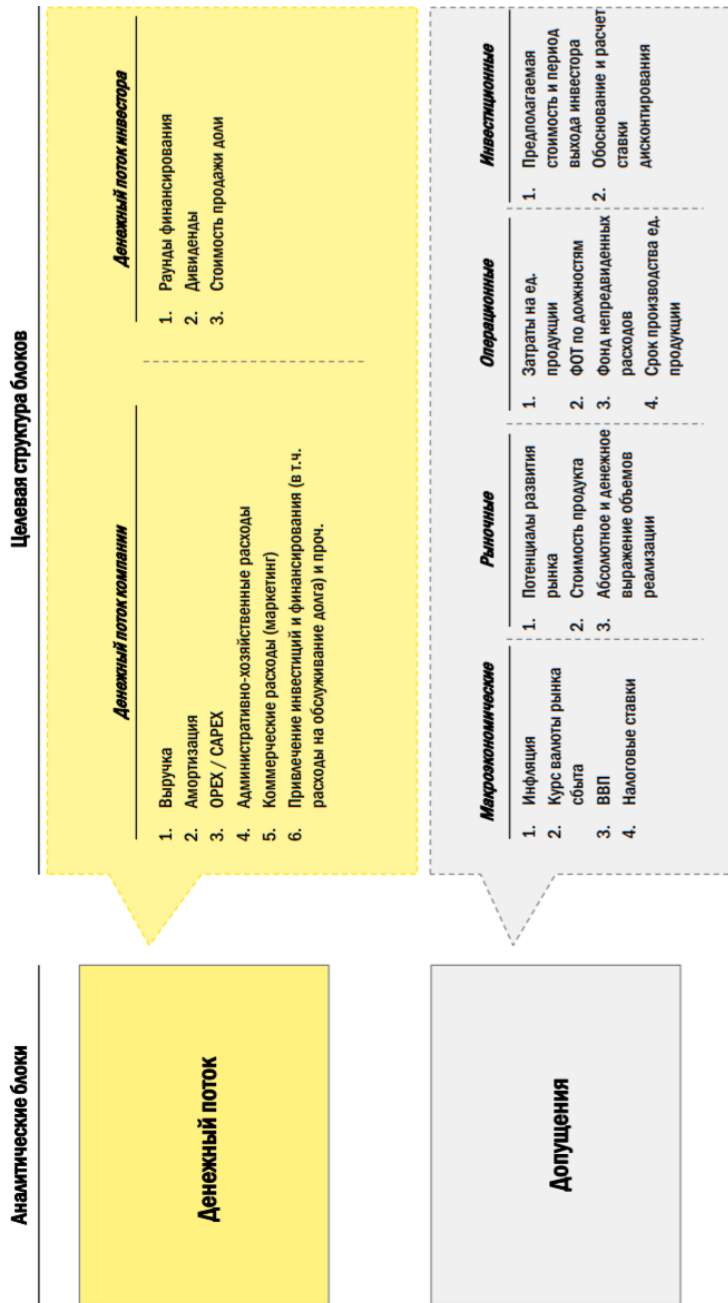 Аналитические блоки
Целевая структура блоков
Денежный поток
Денежный поток компании
1. Выручка
2. Амортизация
3. OPEX / CAPEX
4. Административно-хозяйственные расходы
5. Коммерческие расходы (маркетинг)
6. Привлечение инвестиций и финансирования (в т.ч.
расходы на обслуживание долга) и проч.
Денежный поток инвестора
1. Раунды финансирования
2. Дивиденды
3. Стоимость продажи доли
Допущения
Макроэкономические
1. Инфляция
2. Курс валюты рынка
сбыта
3. ВВП
4. Налоговые ставки
Рыночные
1. Потенциалы развития
рынка
2. Стоимость продукта
3. Абсолютное и денежное
выражение объемов
реализации
Операционные
1. Затраты на ед.
продукции
2. ФОТ по должностям
3. Фонд непредвиденных
расходов
4. Срок производства ед.
продукции
Инвестиционные
1. Предполагаемая
стоимость и период
выхода инвестора
2. Обоснование и расчет
ставки
дисконтирования